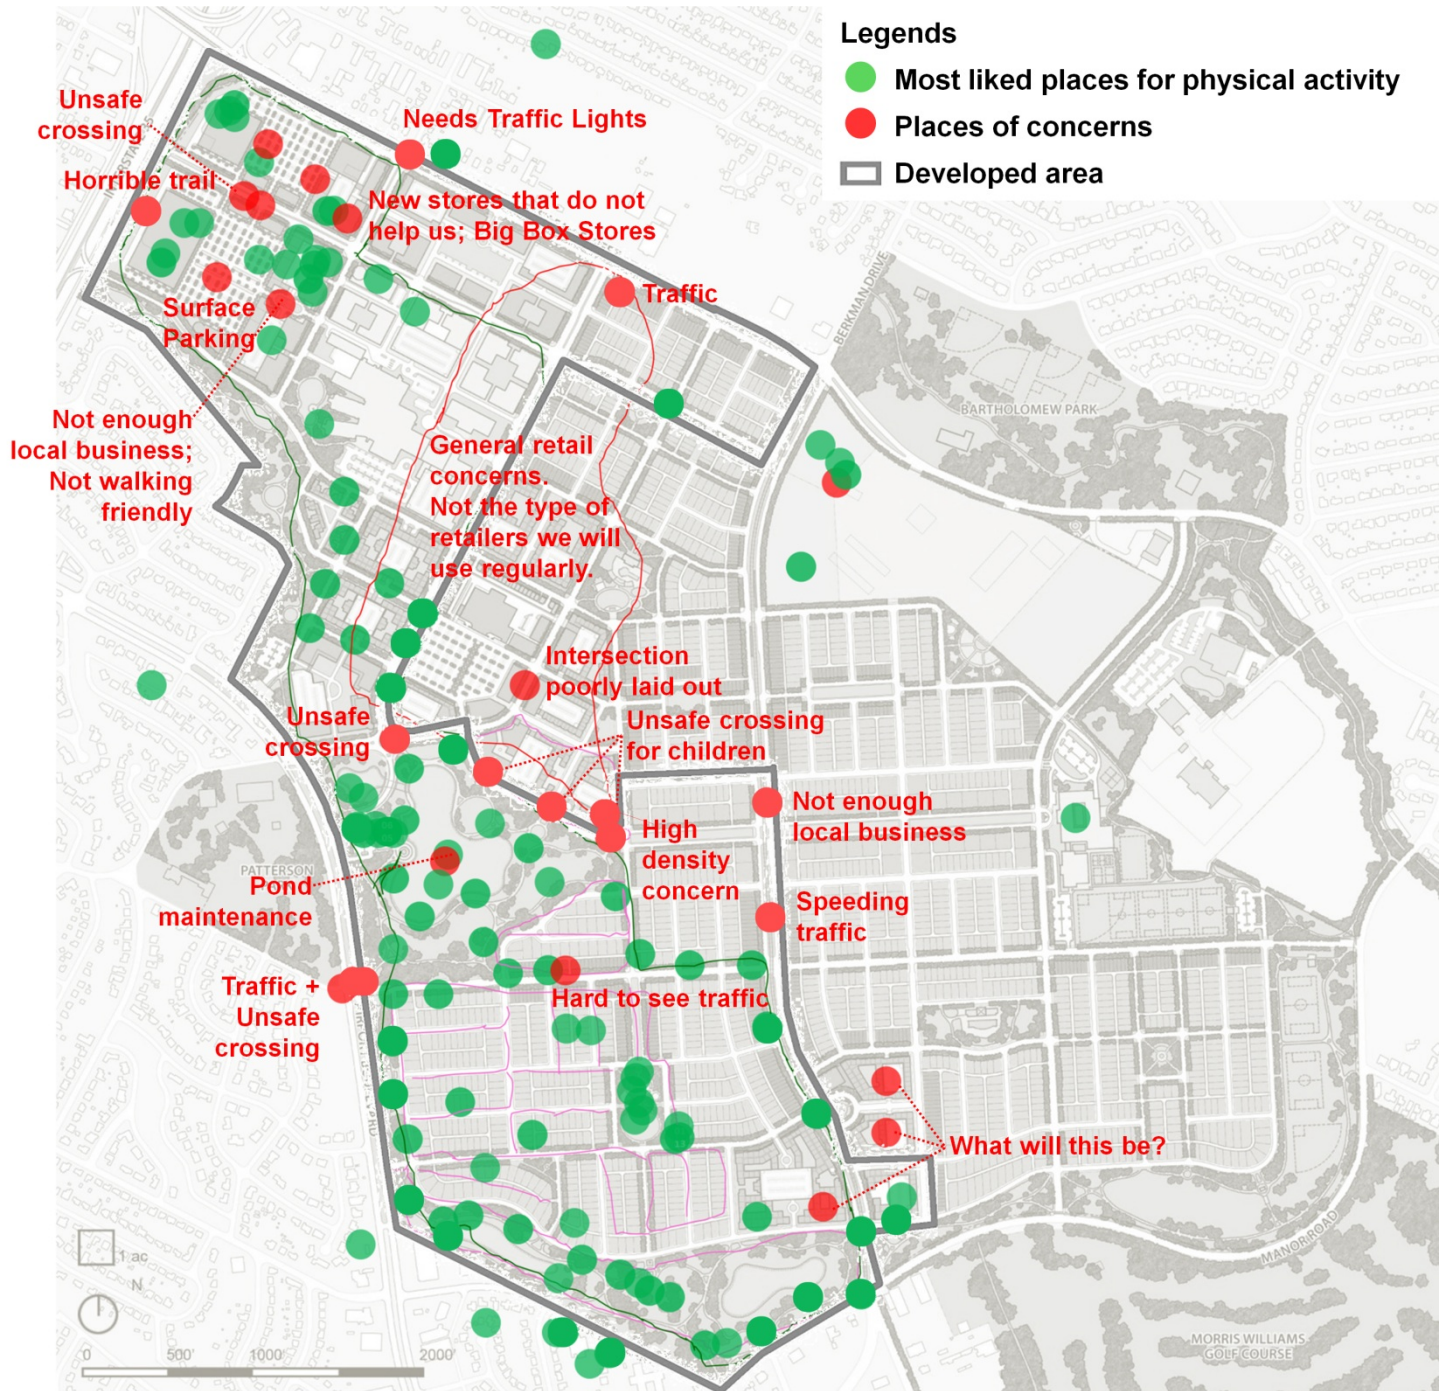 Legends
Most liked places for physical activity
Places of concerns
Developed area
Unsafe
crossing
Needs Traffic Lights
Horrible trail
New stores that do not
help us; Big Box Stores
Surface
Parking
Traffic
BERKMAN DRIVE
BARTHOLOMEW PARK
Not enough
local business;
Not walking
friendly
General retail
concerns.
Not the type of
retailers we will
use regularly.
Intersection
poorly laid out
Unsafe
crossing
Unsafe crossing
for children
Not enough
local business
High
density
concern
PATTERSON
Pond
maintenance
Speeding
traffic
Traffic +
Unsafe
crossing
Hard to see traffic
What will this be?
MANOR ROAD
1 ac
N
0
500'
1000'
2000'
MORRIS WILLIAMS
GOLF COURSE